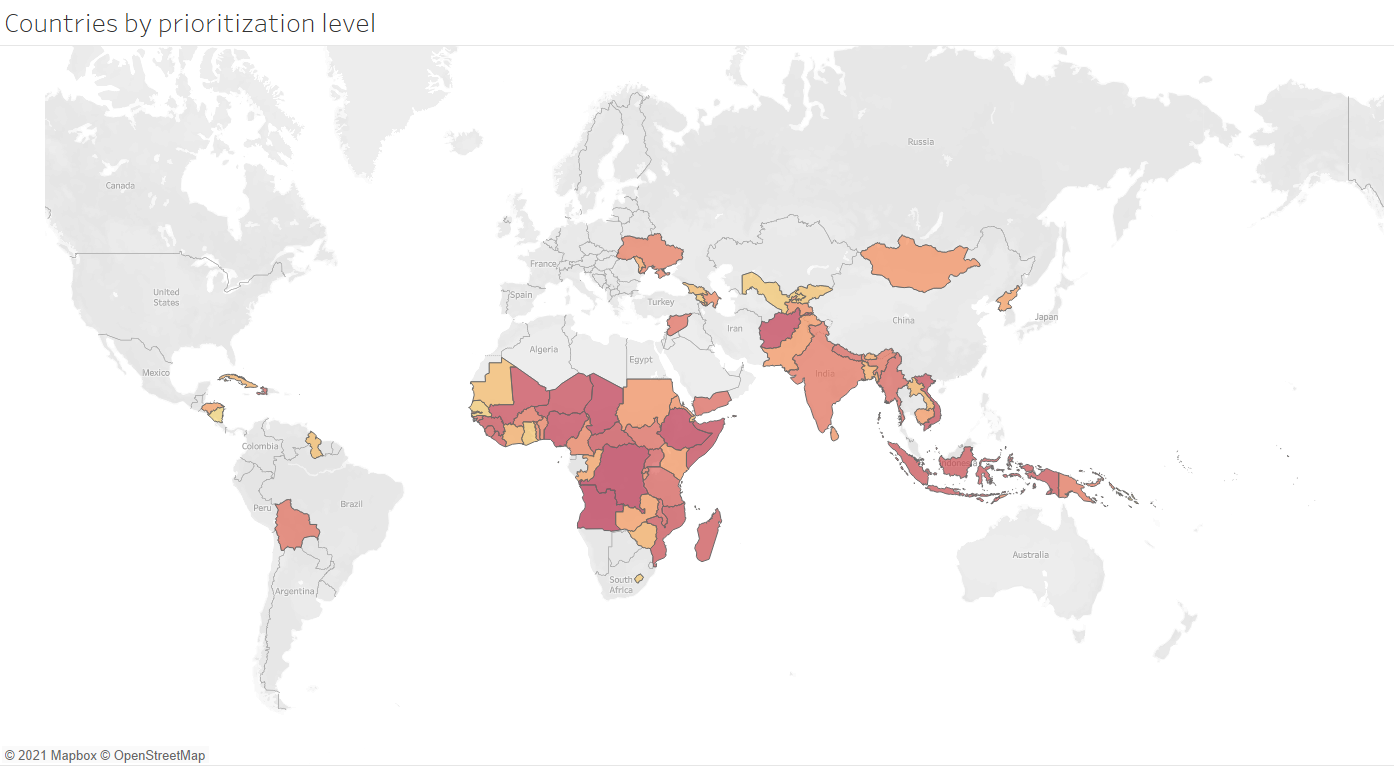 Countries by prioritization level
Russia
Canada
France
United
States
Spain
Turkey
Japan
China
Iran
Algeria
Egypt
Mexico
India
Colombia
Indonesia
Brazil
Peru
Australia
South
Africa
Argentina
© 2021 Mapbox © OpenStreetMap